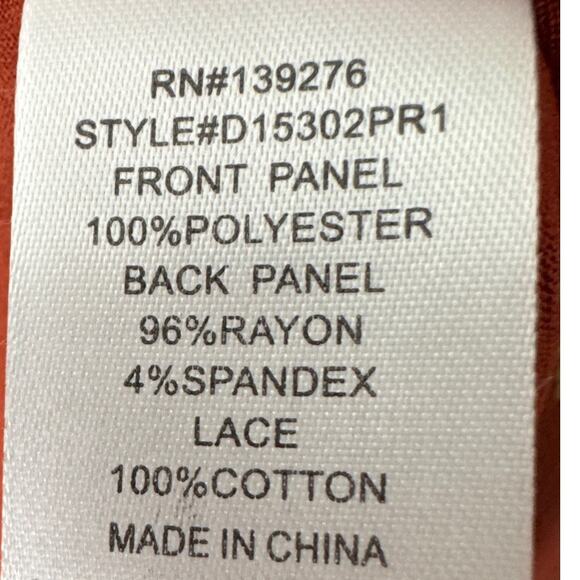 RN#139276
STYLE#D15302PR1
FRONT PANEL
100%POLYESTER
BACK PANEL
96%RAYON
4%SPANDEX
LACE
100%COTTON
MADE IN CHINA